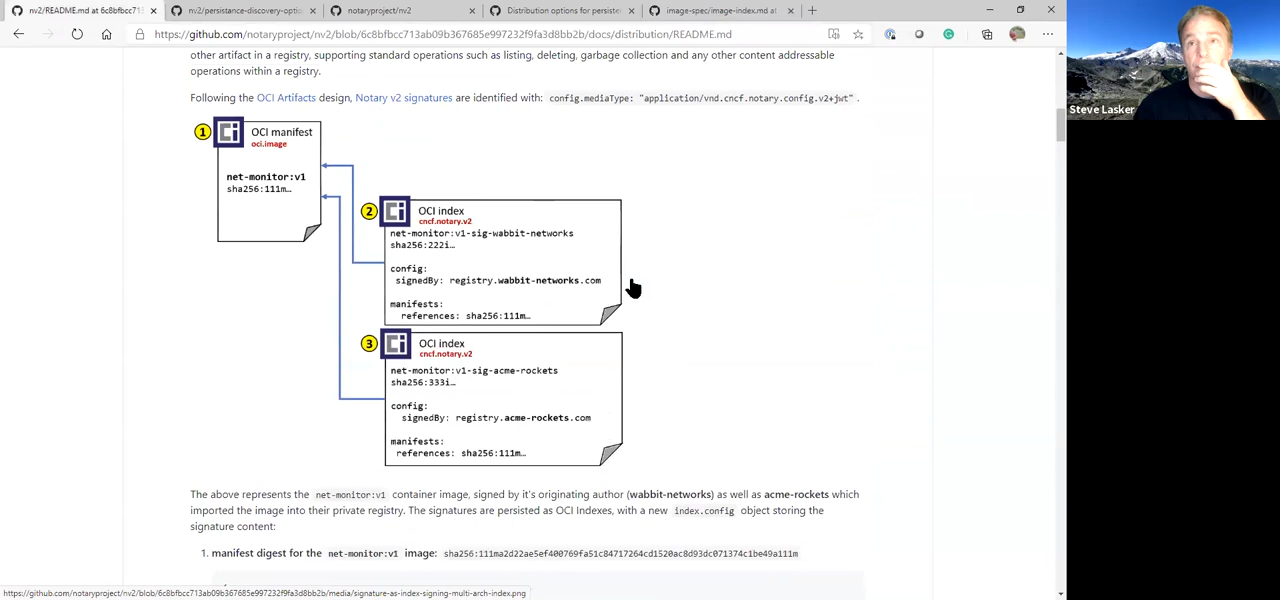 nv2/README.md at 6c8bfbcc713
nv2/persistance-discovery-optio
notaryproject/nv2
Distribution options for persiste
image-spec/image-index.md at
https://github.com/notaryproject/nv2/blob/6c8bfbcc713ab09b367685e997232f9fa3d8bb2b/docs/distribution/README.md
Steve Lasker
other artifact in a registry, supporting standard operations such as listing, deleting, garbage collection and any other content addressable
operations within a registry.
Following the OCI Artifacts design, Notary v2 signatures are identified with: config.mediaType: "application/vnd.cncf.notary.config.v2+jwt" .
1
OCI manifest
oci.image
net-monitor:v1
sha256:111m…
2
OCI index
cncf.notary.v2
net-monitor:v1-sig-wabbit-networks
sha256:222i…
config:
signedBy: registry.wabbit-networks.com
manifests:
references: sha256:111m…
3
OCI index
cncf.notary.v2
net-monitor:v1-sig-acme-rockets
sha256:333i…
config:
signedBy: registry.acme-rockets.com
manifests:
references: sha256:111m…
The above represents the net-monitor:v1 container image, signed by it's originating author (wabbit-networks) as well as acme-rockets which
imported the image into their private registry. The signatures are persisted as OCI Indexes, with a new index.config object storing the
signature content:
1. manifest digest for the net-monitor:v1 image: sha256:111ma2d22ae5ef400769fa51c84717264cd1520ac8d93dc071374c1be49a111m
https://github.com/notaryproject/nv2/blob/6c8bfbcc713ab09b367685e997232f9fa3d8bb2b/media/signature-as-index-signing-multi-arch-index.png